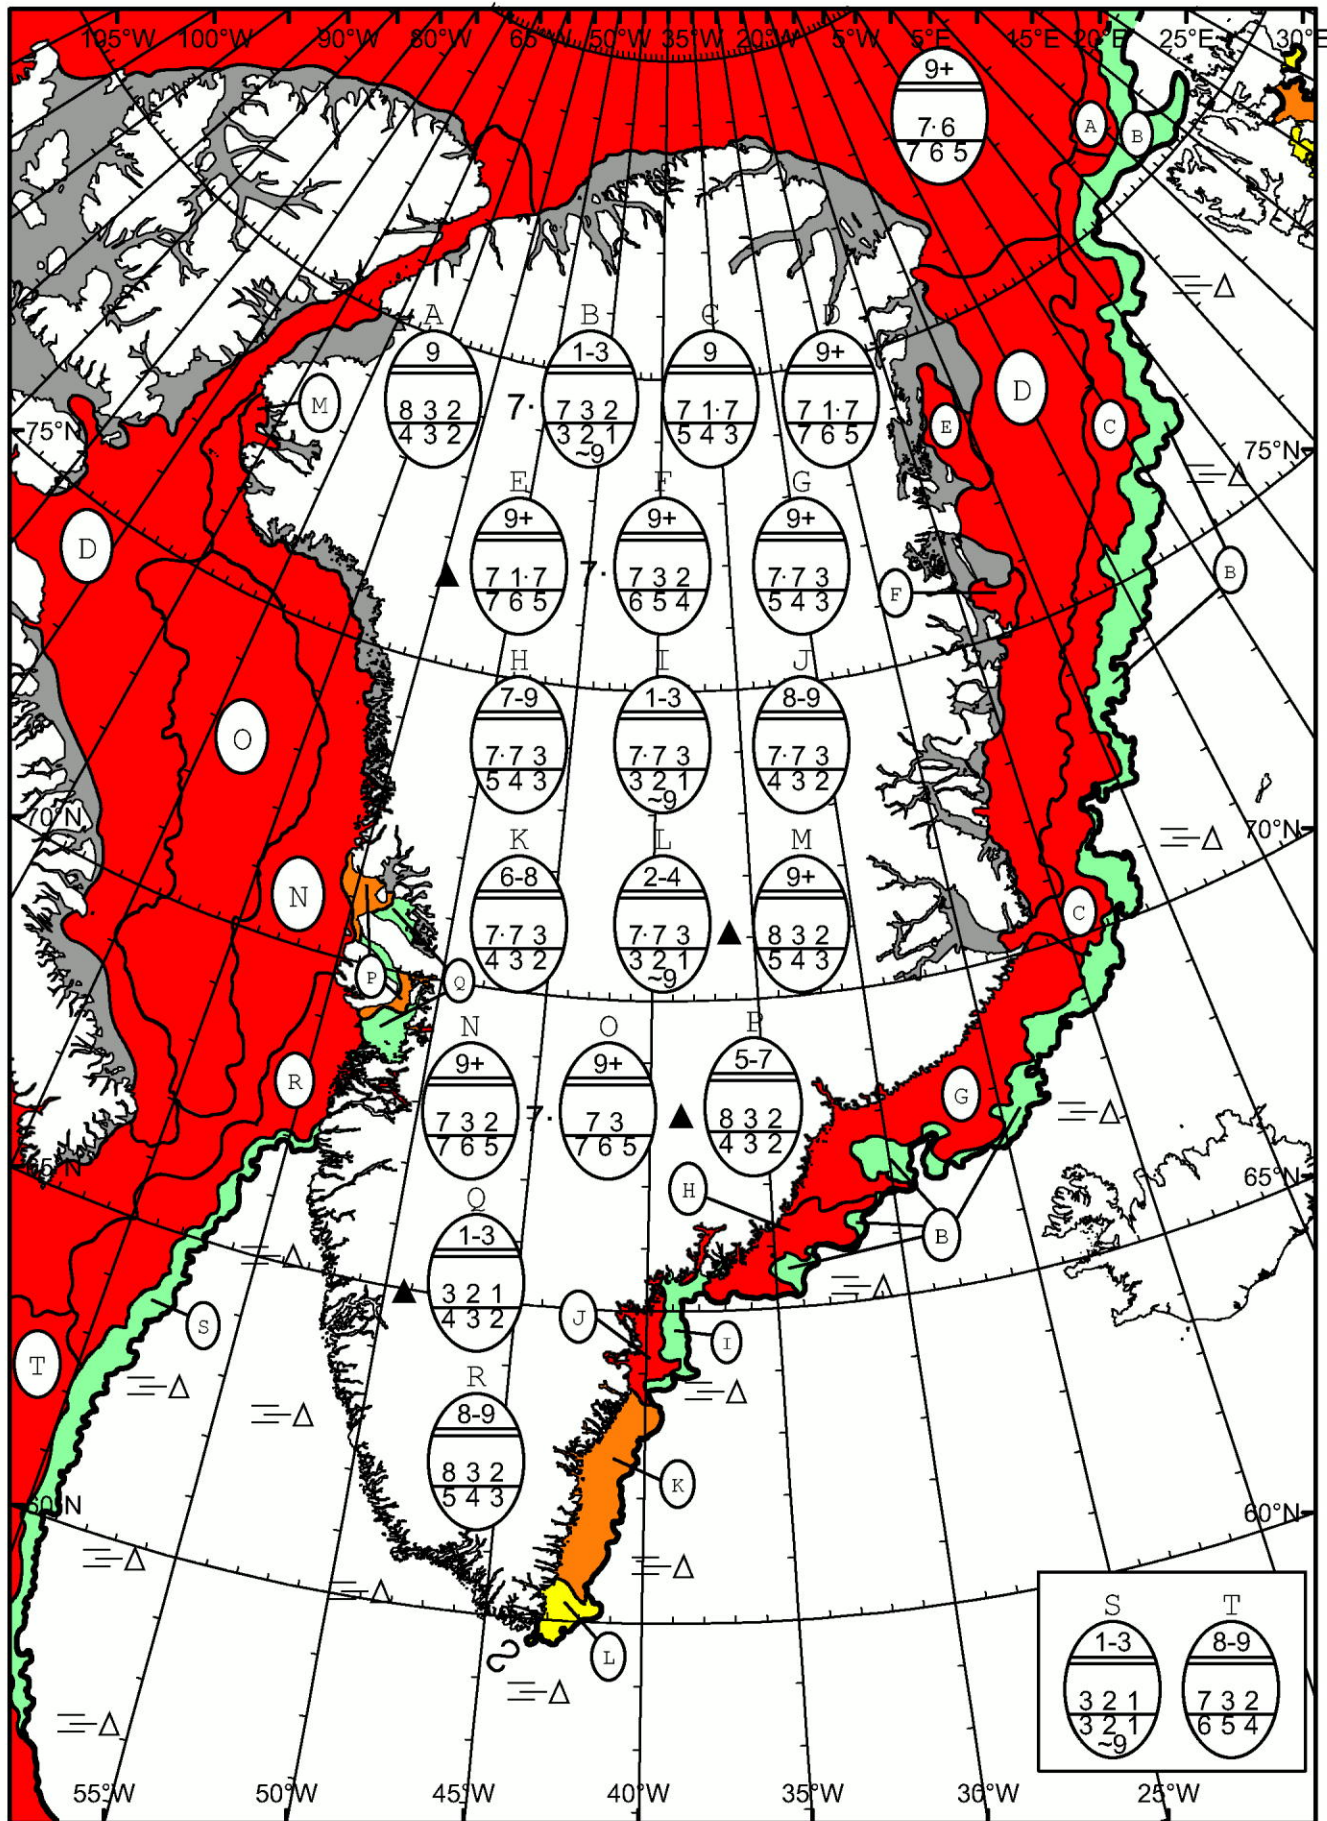 105°W 100°W 90°W 80°W 65°W 50°W 35°W 20°W 5°W 5°E 15°E 20°E 25°E 30°E
9+
7·6
7 6 5
A B
A B C D
9 1-3 9 9+
8 3 2 7· 7 3 2 7 1·7 7 1·7
4 3 2 3 2 1 5 4 3 7 6 5
~9
M D E C
75°N 75°N
E F G
9+ 9+ 9+
7 1·7 7· 7 3 2 7·7 3
7 6 5 6 5 4 5 4 3
D F B
H I J
7-9 1-3 8-9
7·7 3 7·7 3 7·7 3
5 4 3 3 2 1 4 3 2
~9
O
70°N 70°N
K L M
6-8 2-4 9+
7·7 3 7·7 3 8 3 2
4 3 2 3 2 1 5 4 3
~9
N C
P Q
N O P
9+ 9+ 5-7
7 3 2 7· 7 3 8 3 2
7 6 5 7 6 5 4 3 2
R G
65°N 65°N
H B
Q
1-3
3 2 1
4 3 2
S J I
T
R
8-9
8 3 2
5 4 3
K
60°N 60°N
L
S T
1-3 8-9
3 2 1 7 3 2
3 2 1 6 5 4
~9
55°W 50°W 45°W 40°W 35°W 30°W 25°W